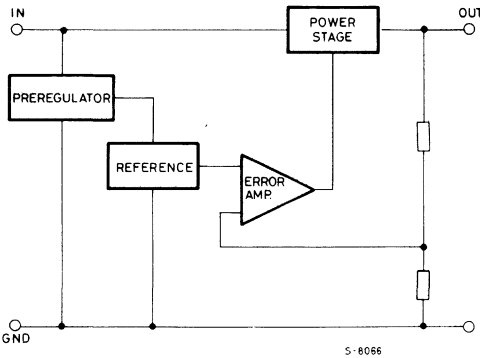 IN
POWER
STAGE
OUT
PREREGULATOR
REFERENCE
ERROR
AMP.
GND
S-8066